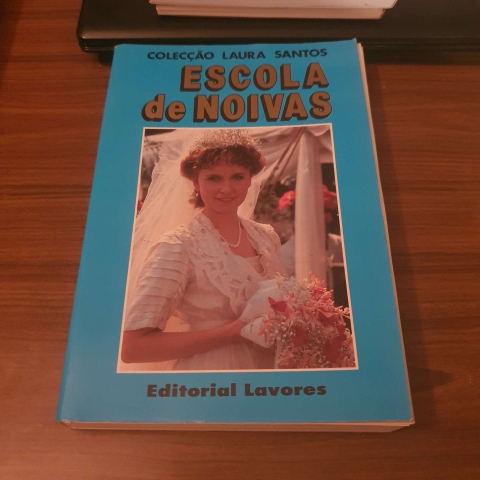 COLECÇÃO LAURA SANTOS
ESCOLA
de NOIVAS
Editorial Lavores